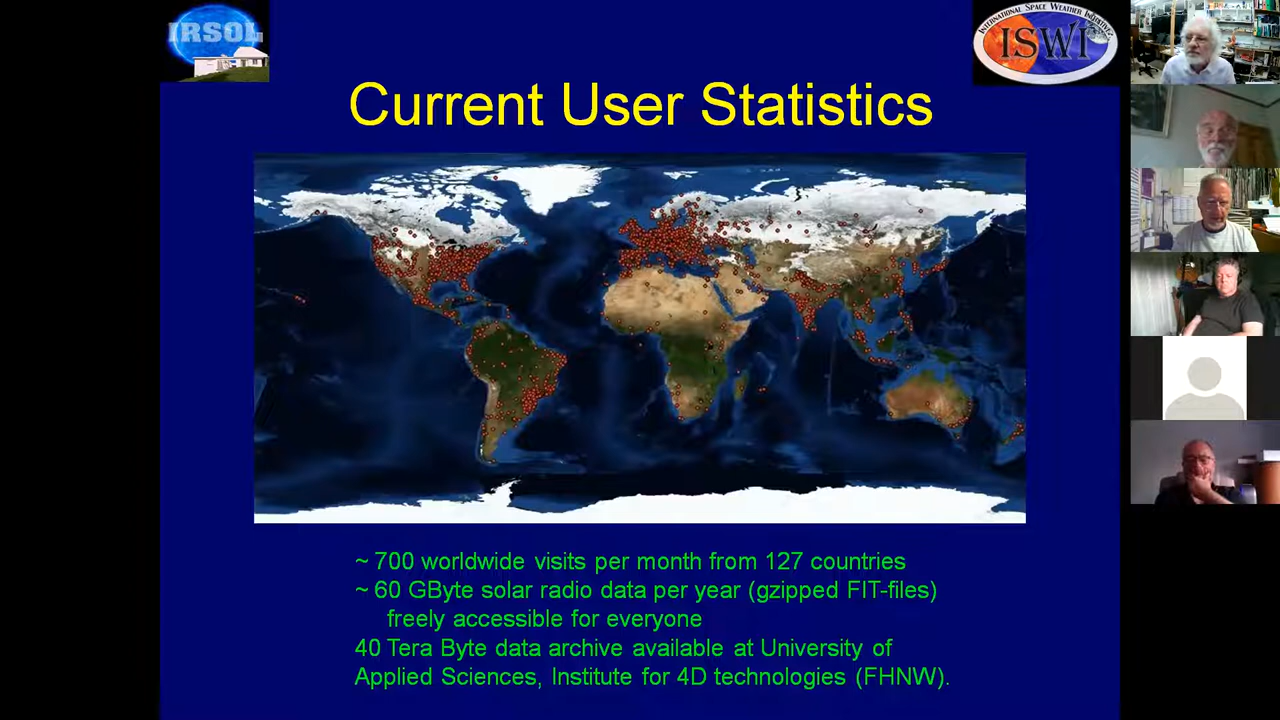 IRSOL
INTERNATIONAL SPACE WEATHER INITIATIVE
ISWI
Current User Statistics
~ 700 worldwide visits per month from 127 countries
~ 60 GByte solar radio data per year (gzipped FIT-files)
freely accessible for everyone
40 Tera Byte data archive available at University of
Applied Sciences, Institute for 4D technologies (FHNW).